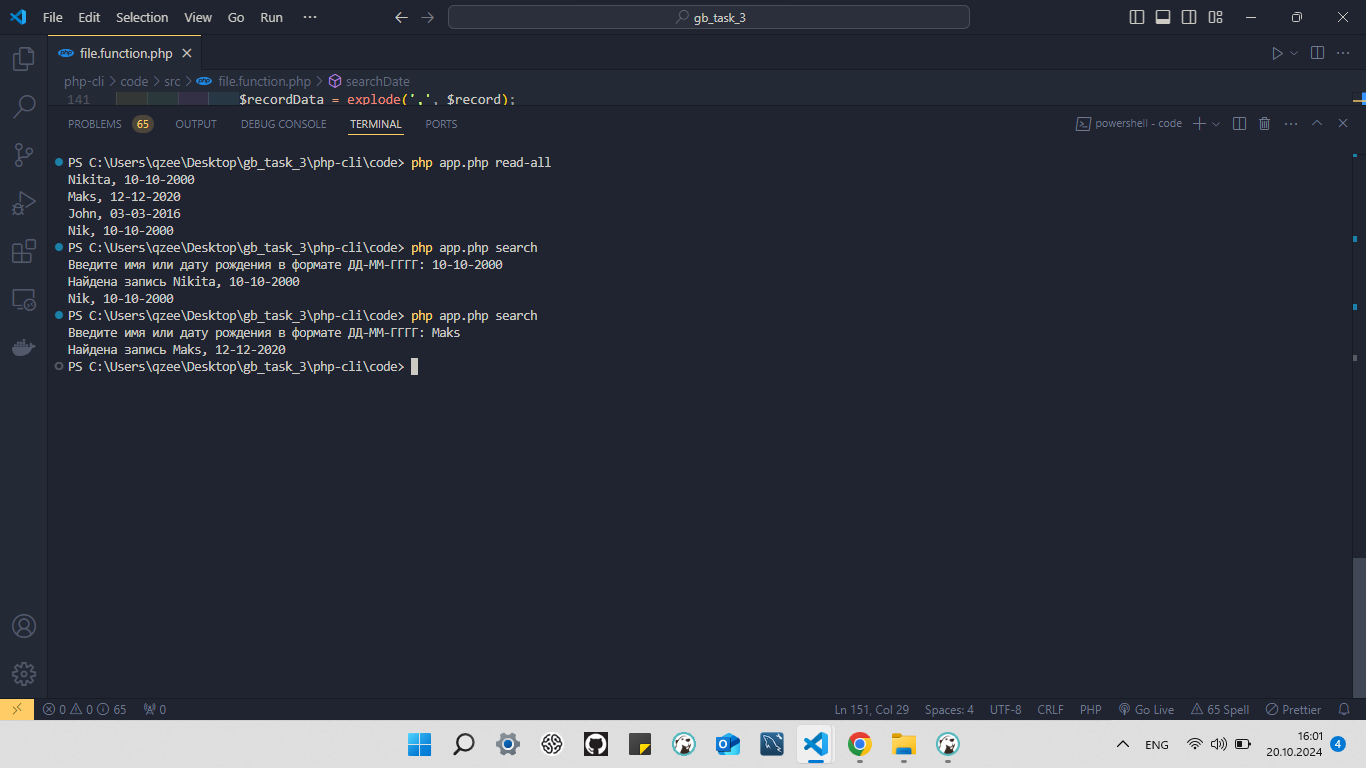 File Edit Selection View Go Run ··· gb_task_3
php file.function.php
php-cli > code > src > php file.function.php > searchDate
141 $recordData = explode(',', $record);
PROBLEMS 65 OUTPUT DEBUG CONSOLE TERMINAL PORTS powershell - code
PS C:\Users\qzee\Desktop\gb_task_3\php-cli\code> php app.php read-all
Nikita, 10-10-2000
Maks, 12-12-2020
John, 03-03-2016
Nik, 10-10-2000
PS C:\Users\qzee\Desktop\gb_task_3\php-cli\code> php app.php search
Введите имя или дату рождения в формате ДД-ММ-ГГГГ: 10-10-2000
Найдена запись Nikita, 10-10-2000
Nik, 10-10-2000
PS C:\Users\qzee\Desktop\gb_task_3\php-cli\code> php app.php search
Введите имя или дату рождения в формате ДД-ММ-ГГГГ: Maks
Найдена запись Maks, 12-12-2020
PS C:\Users\qzee\Desktop\gb_task_3\php-cli\code>
0 0 65 0 Ln 151, Col 29 Spaces: 4 UTF-8 CRLF PHP Go Live 65 Spell Prettier
ENG 16:01
20.10.2024 4